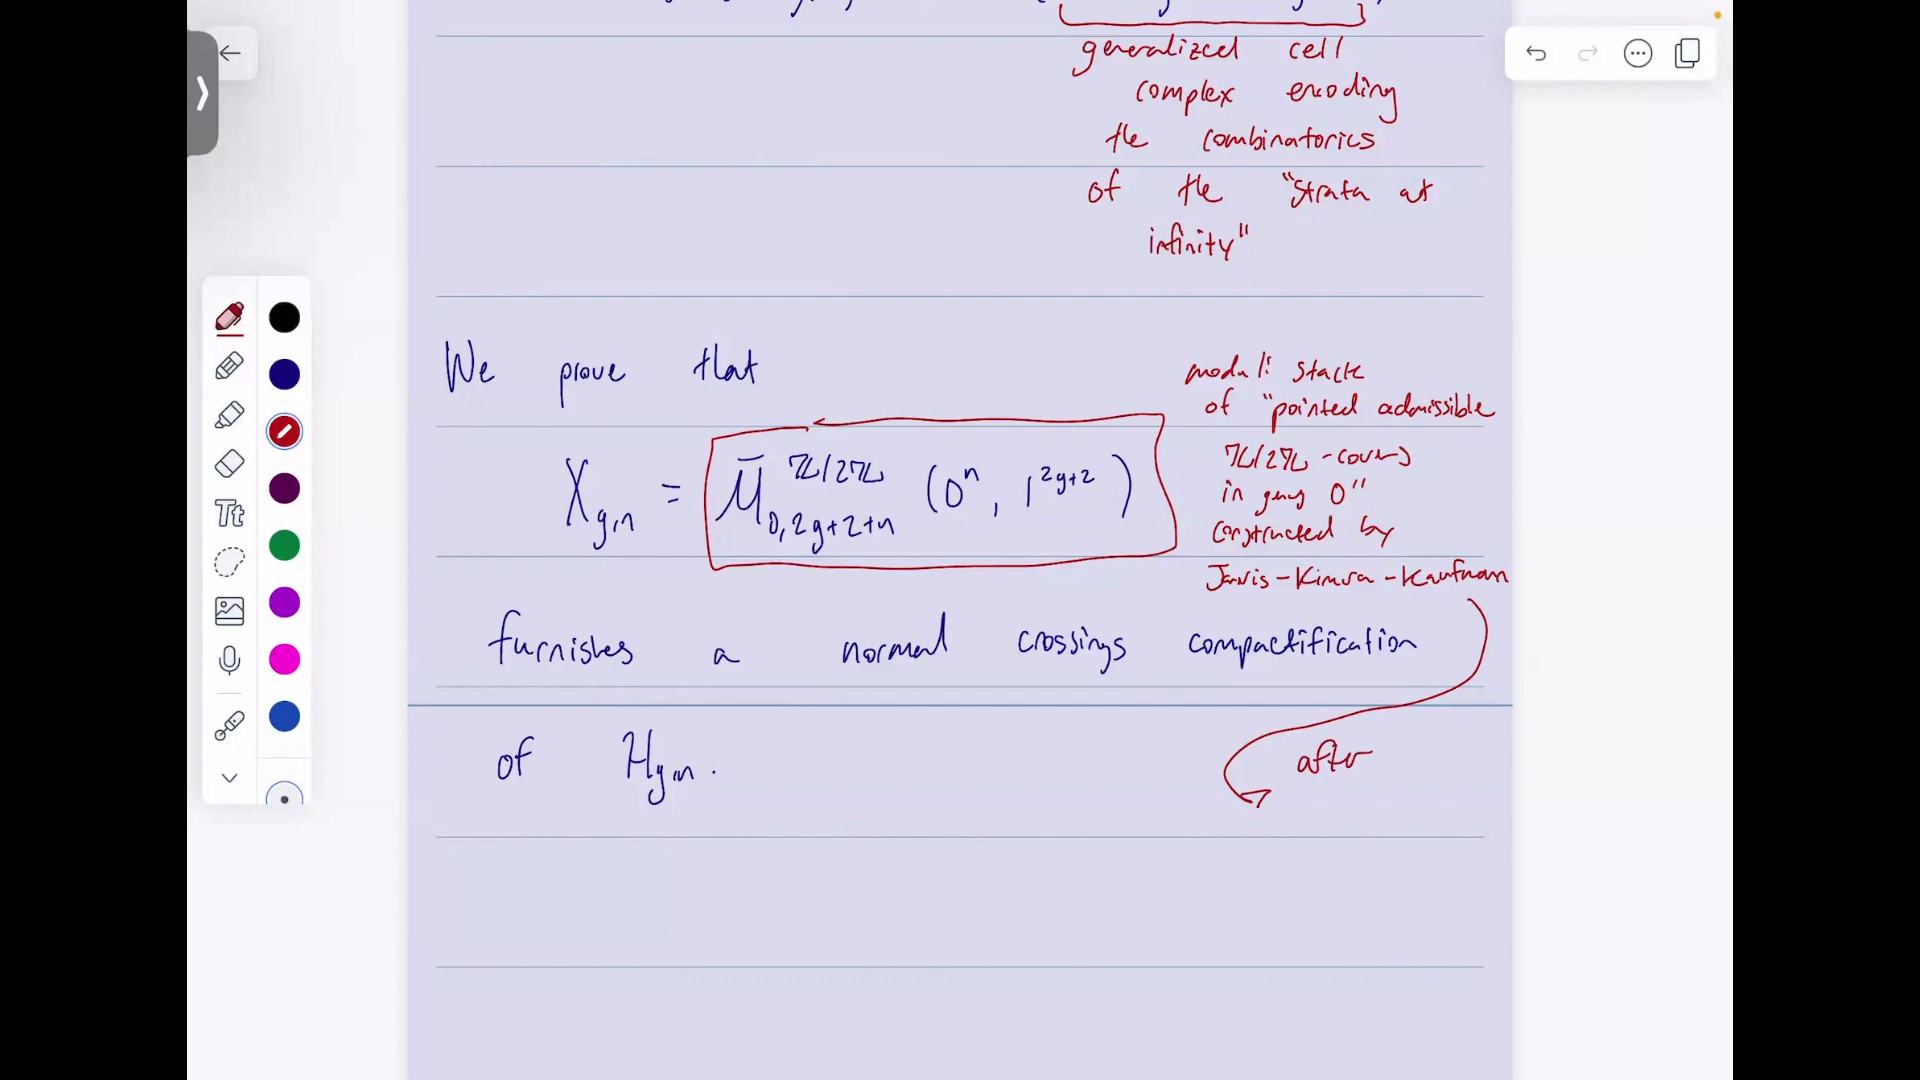 generalized cell
complex encoding
the combinatorics
of the "strata at
infinity"
We prove that
moduli stack
of "pointed admissible
ℤ/2ℤ - covers
in genus 0"
constructed by
Jarvis - Kimura - Kaufman
X_{g,n} = \bar{M}^{ℤ/2ℤ}_{0, 2g+2+n} (0^n, 1^{2g+2})
furnishes a normal crossings compactification
of H_{g,n}.
after
Tt